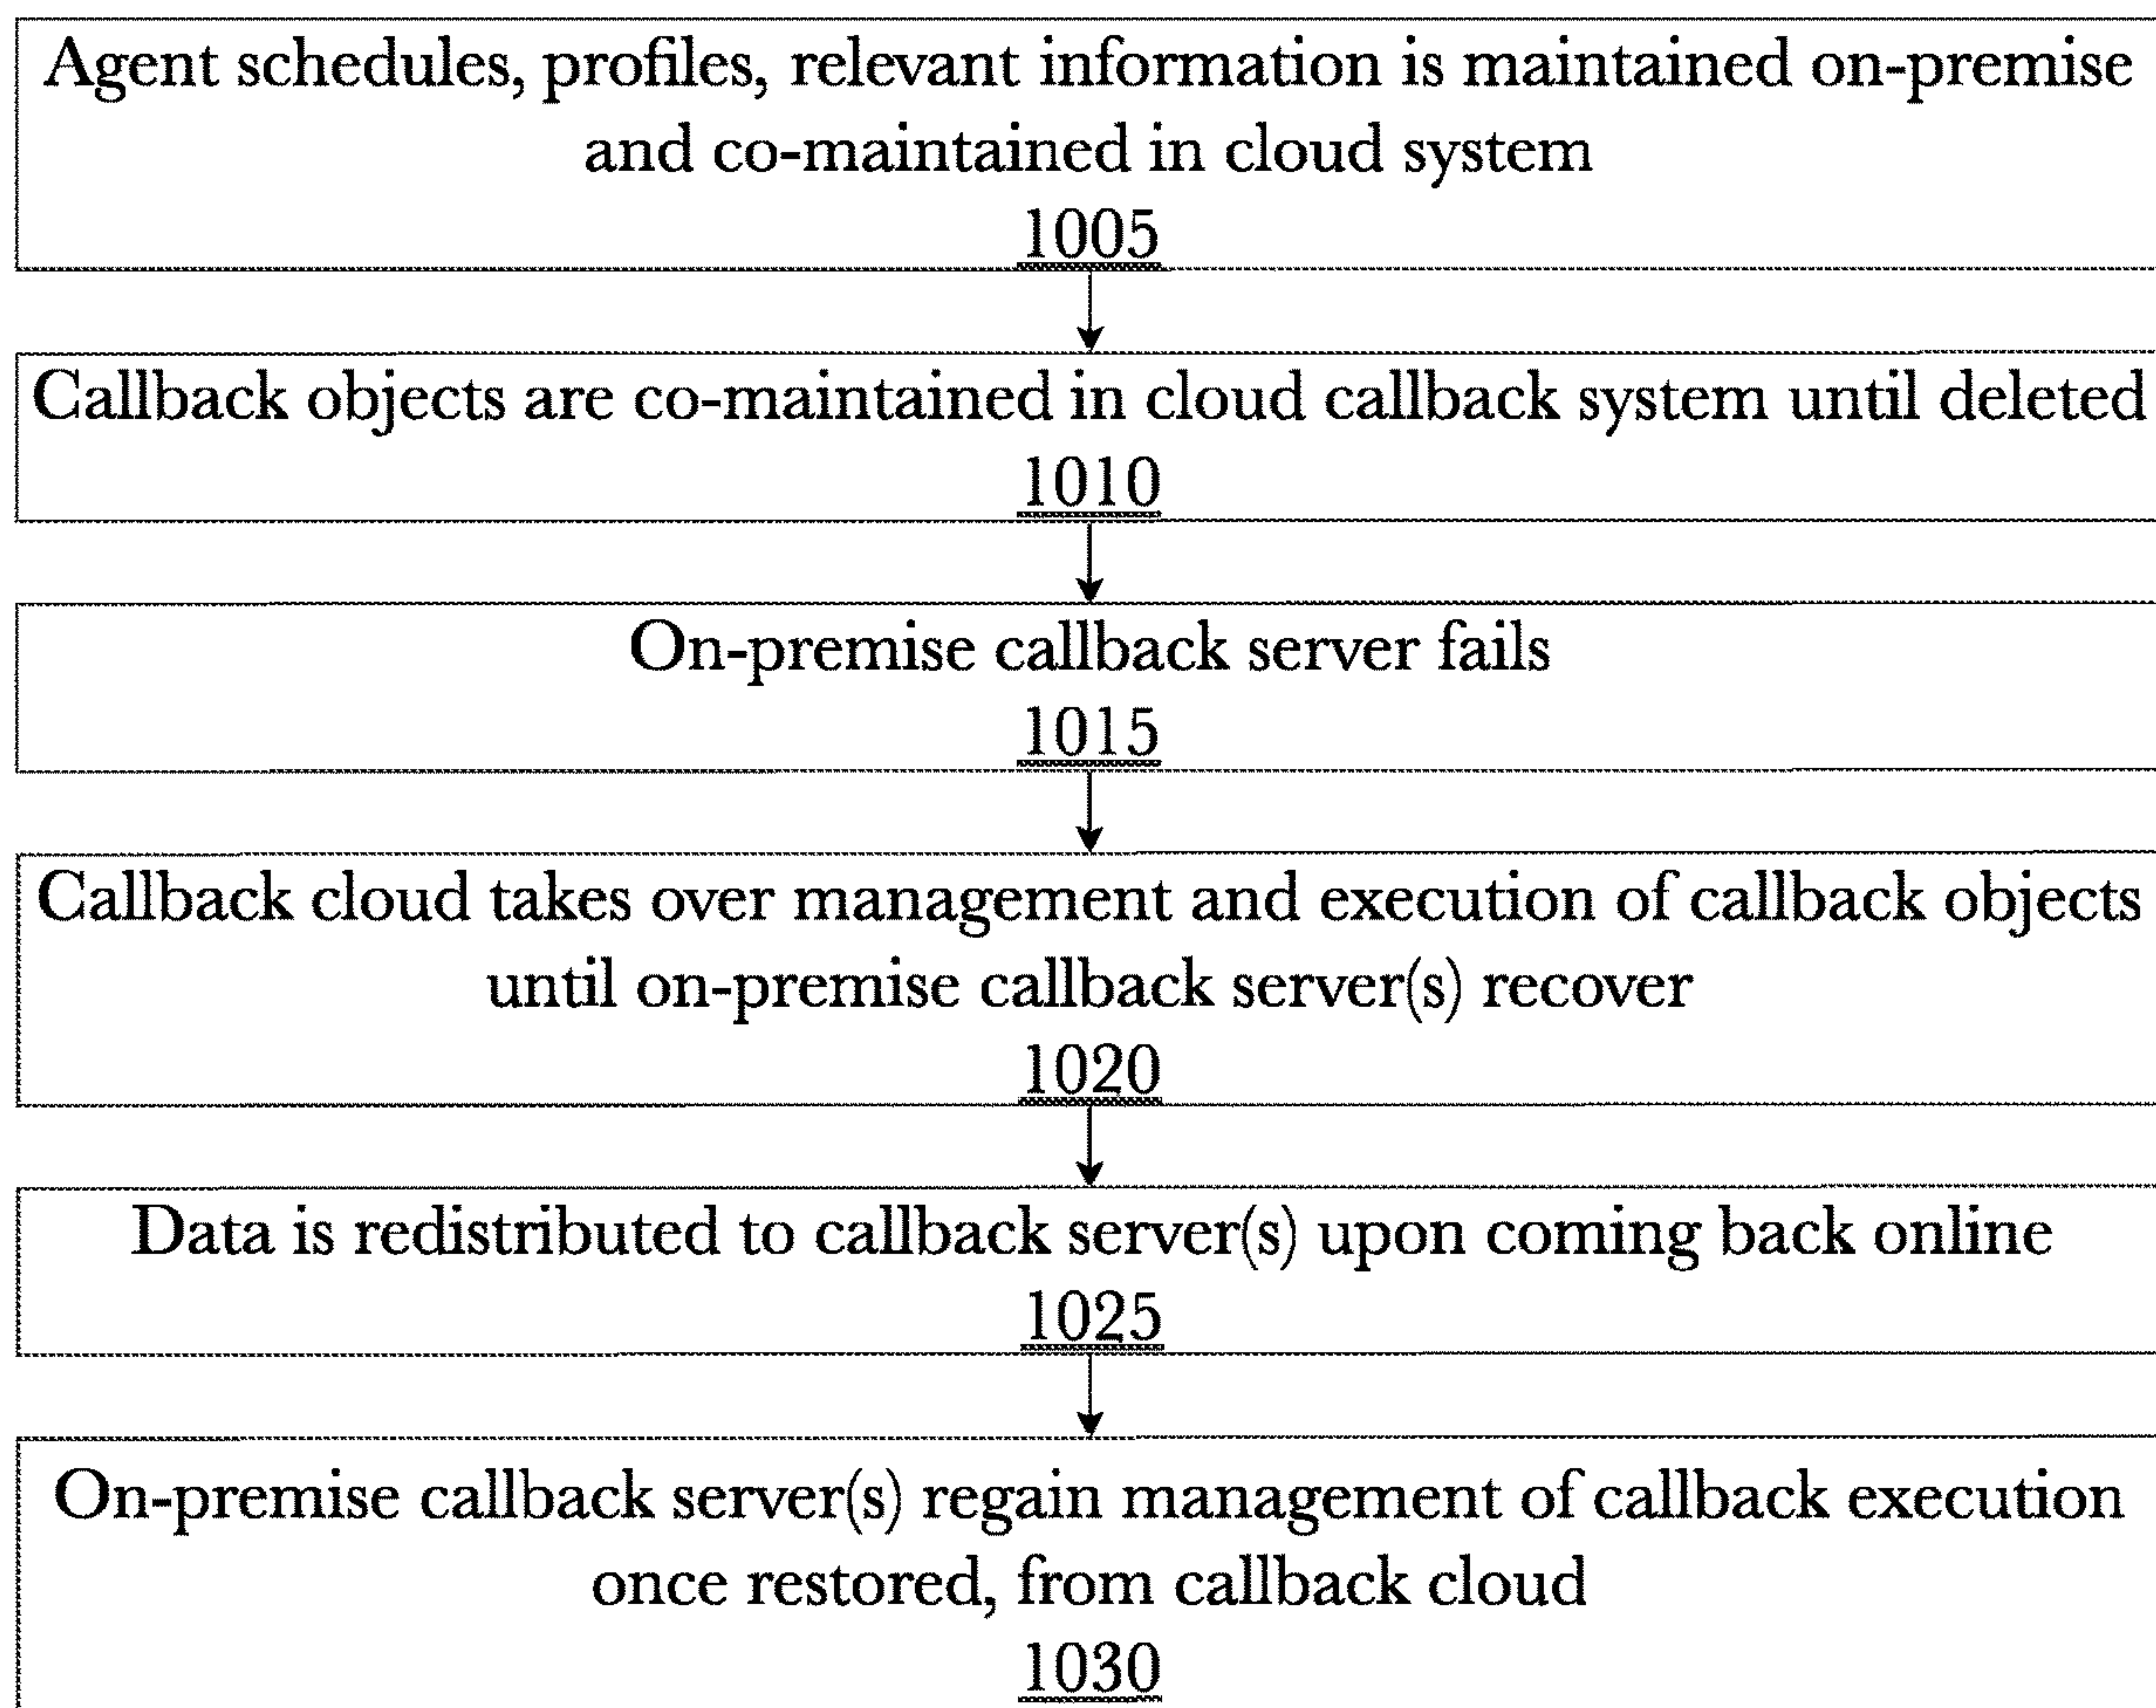 Agent schedules, profiles, relevant information is maintained on-premise
and co-maintained in cloud system
1005
Callback objects are co-maintained in cloud callback system until deleted
1010
On-premise callback server fails
1015
Callback cloud takes over management and execution of callback objects
until on-premise callback server(s) recover
1020
Data is redistributed to callback server(s) upon coming back online
1025
On-premise callback server(s) regain management of callback execution
once restored, from callback cloud
1030